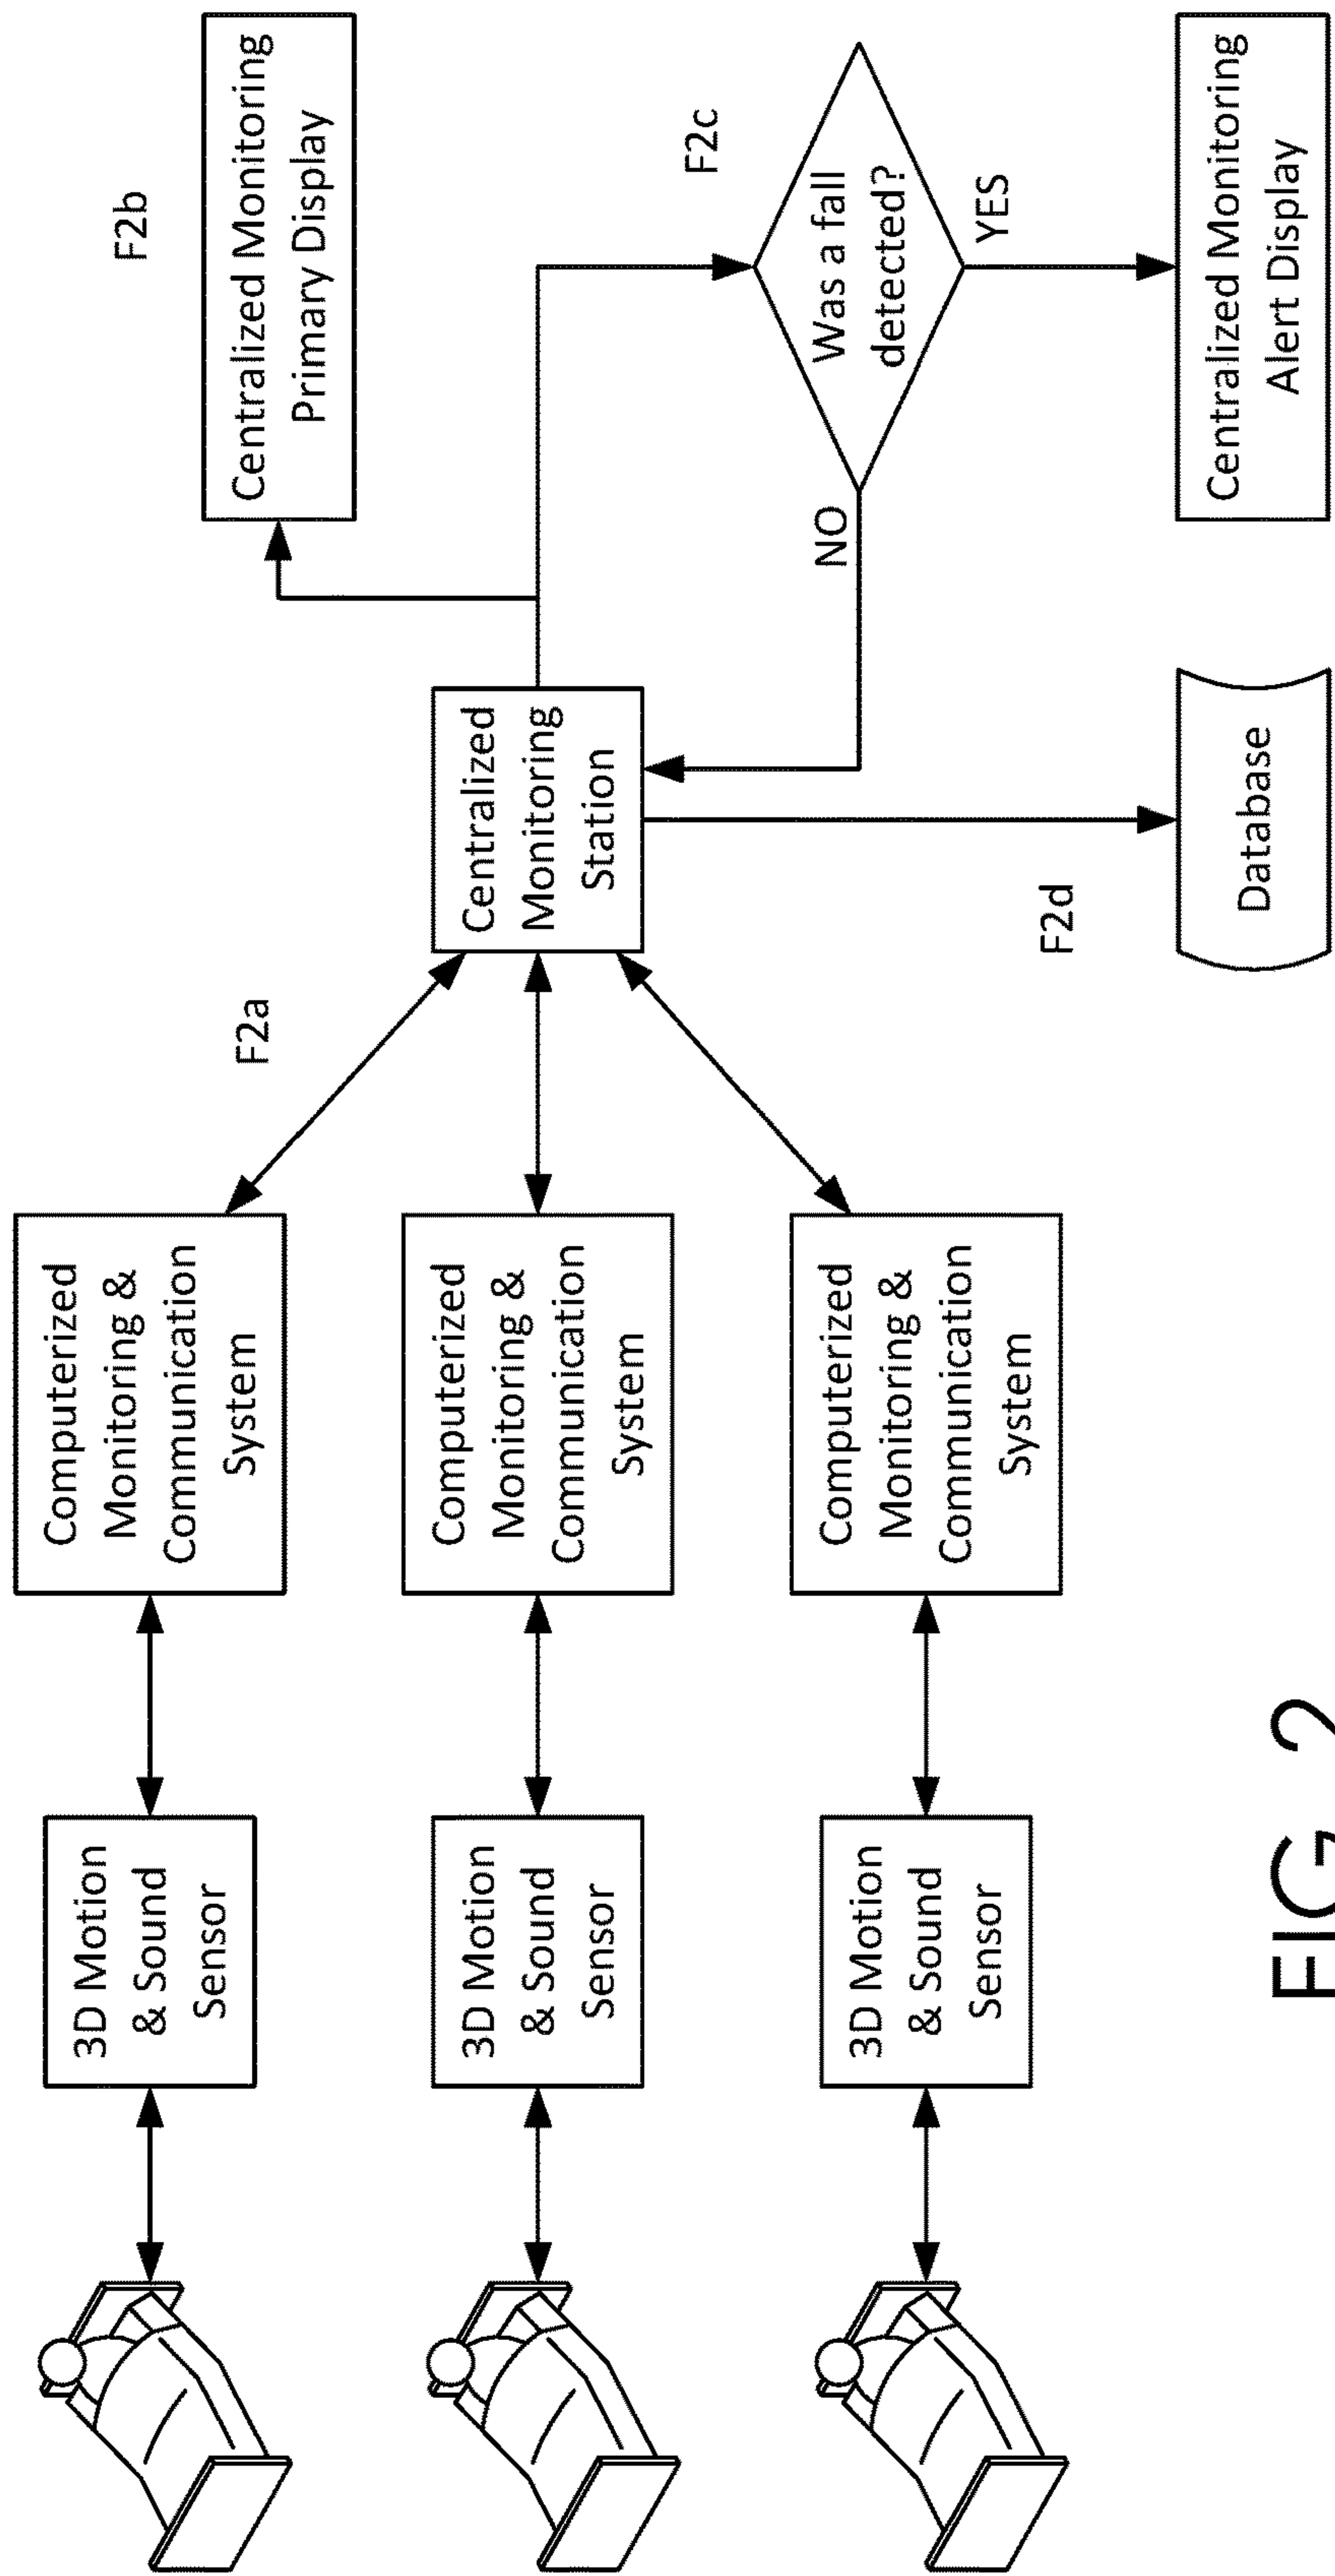 3D Motion
& Sound
Sensor
Computerized
Monitoring &
Communication
System
F2a
F2b
Centralized Monitoring
Primary Display
3D Motion
& Sound
Sensor
Computerized
Monitoring &
Communication
System
Centralized
Monitoring
Station
F2c
Was a fall
detected?
NO
YES
3D Motion
& Sound
Sensor
Computerized
Monitoring &
Communication
System
F2d
Database
Centralized Monitoring
Alert Display
FIG 2